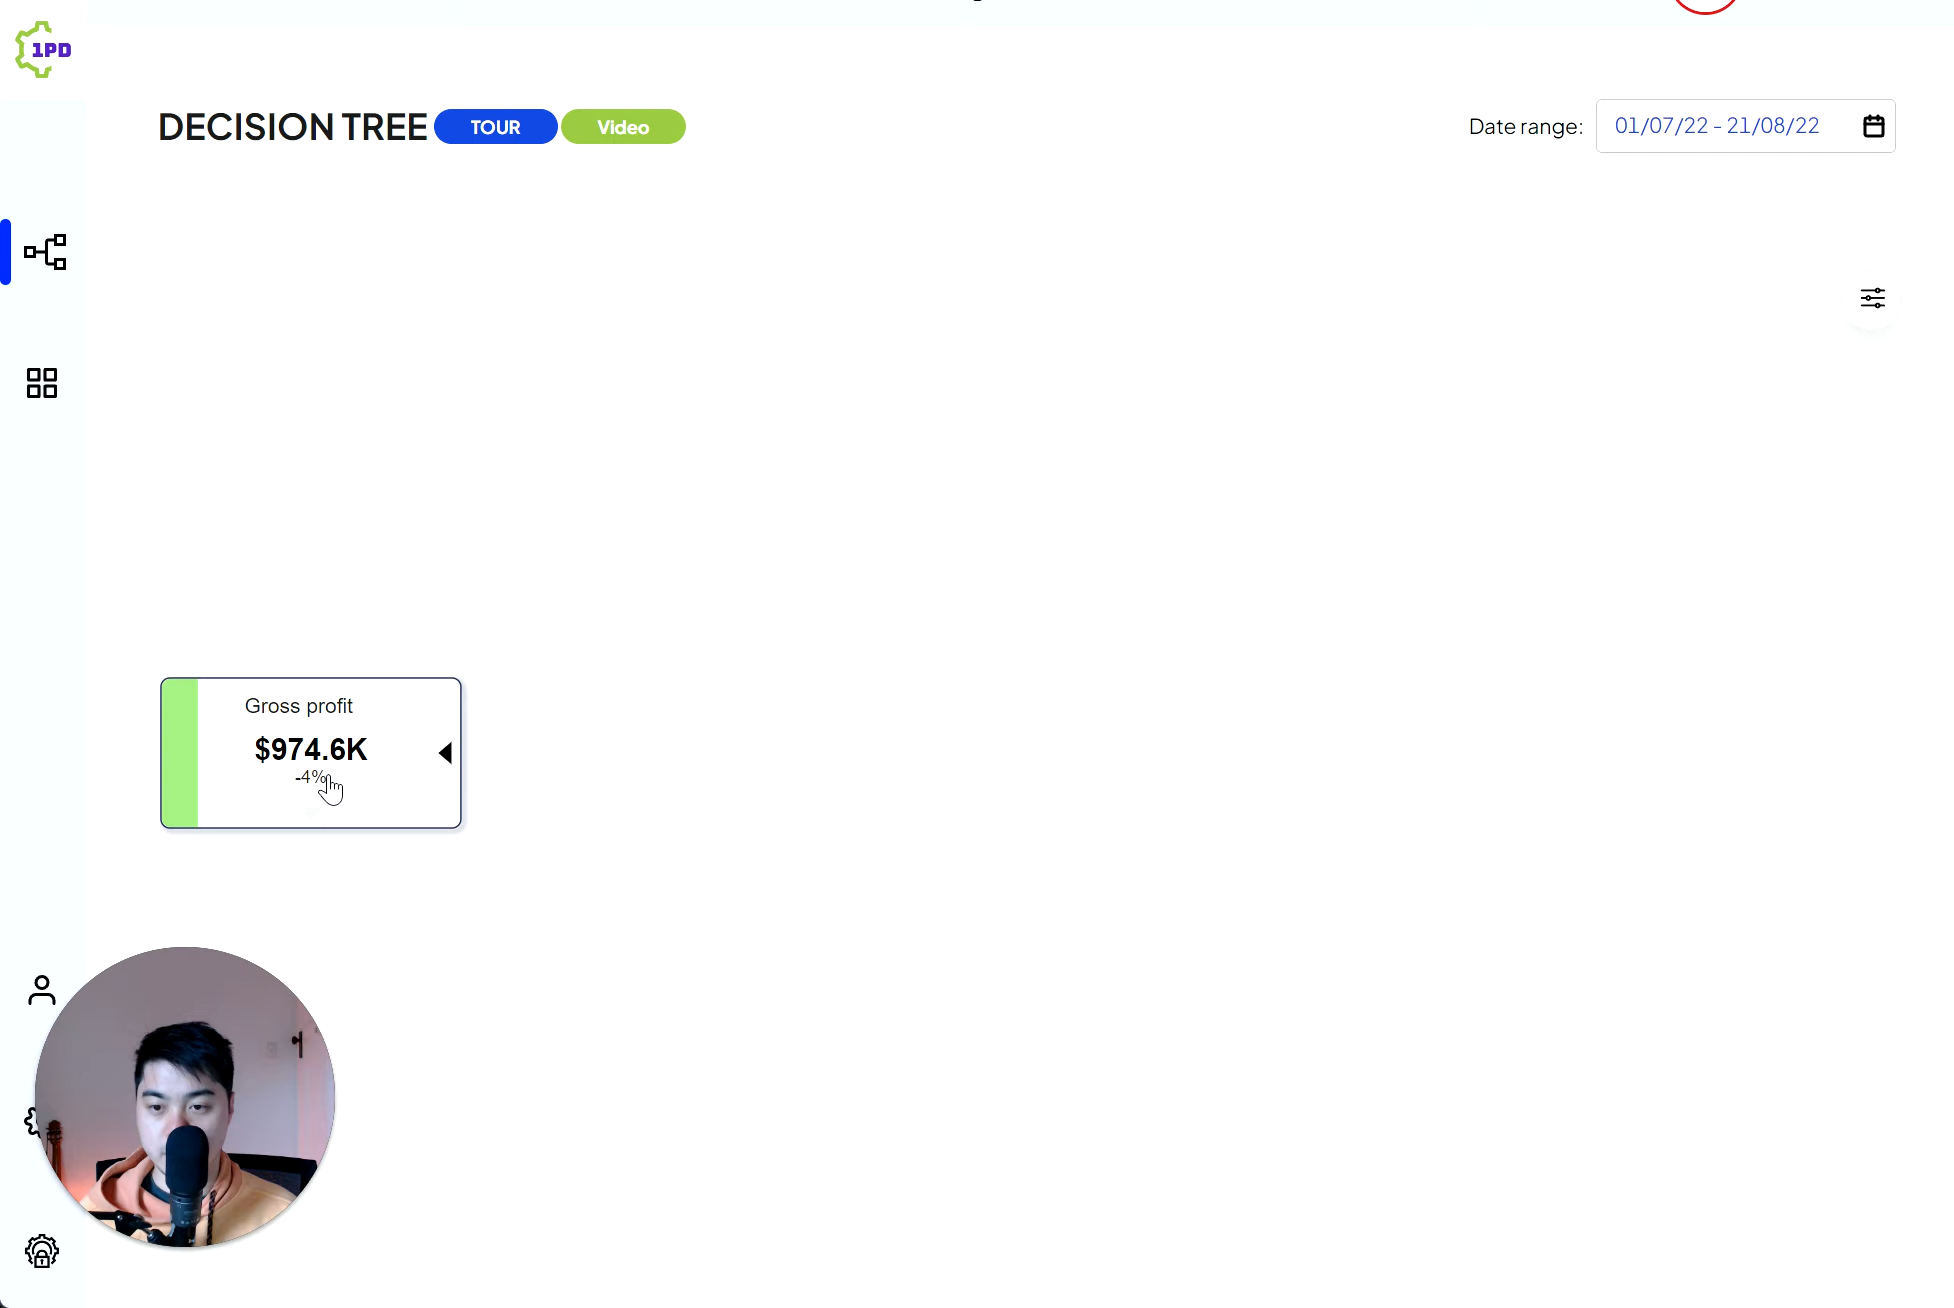 1PD
DECISION TREE
TOUR
Video
Date range:
01/07/22 - 21/08/22
Gross profit
$974.6K
-4%